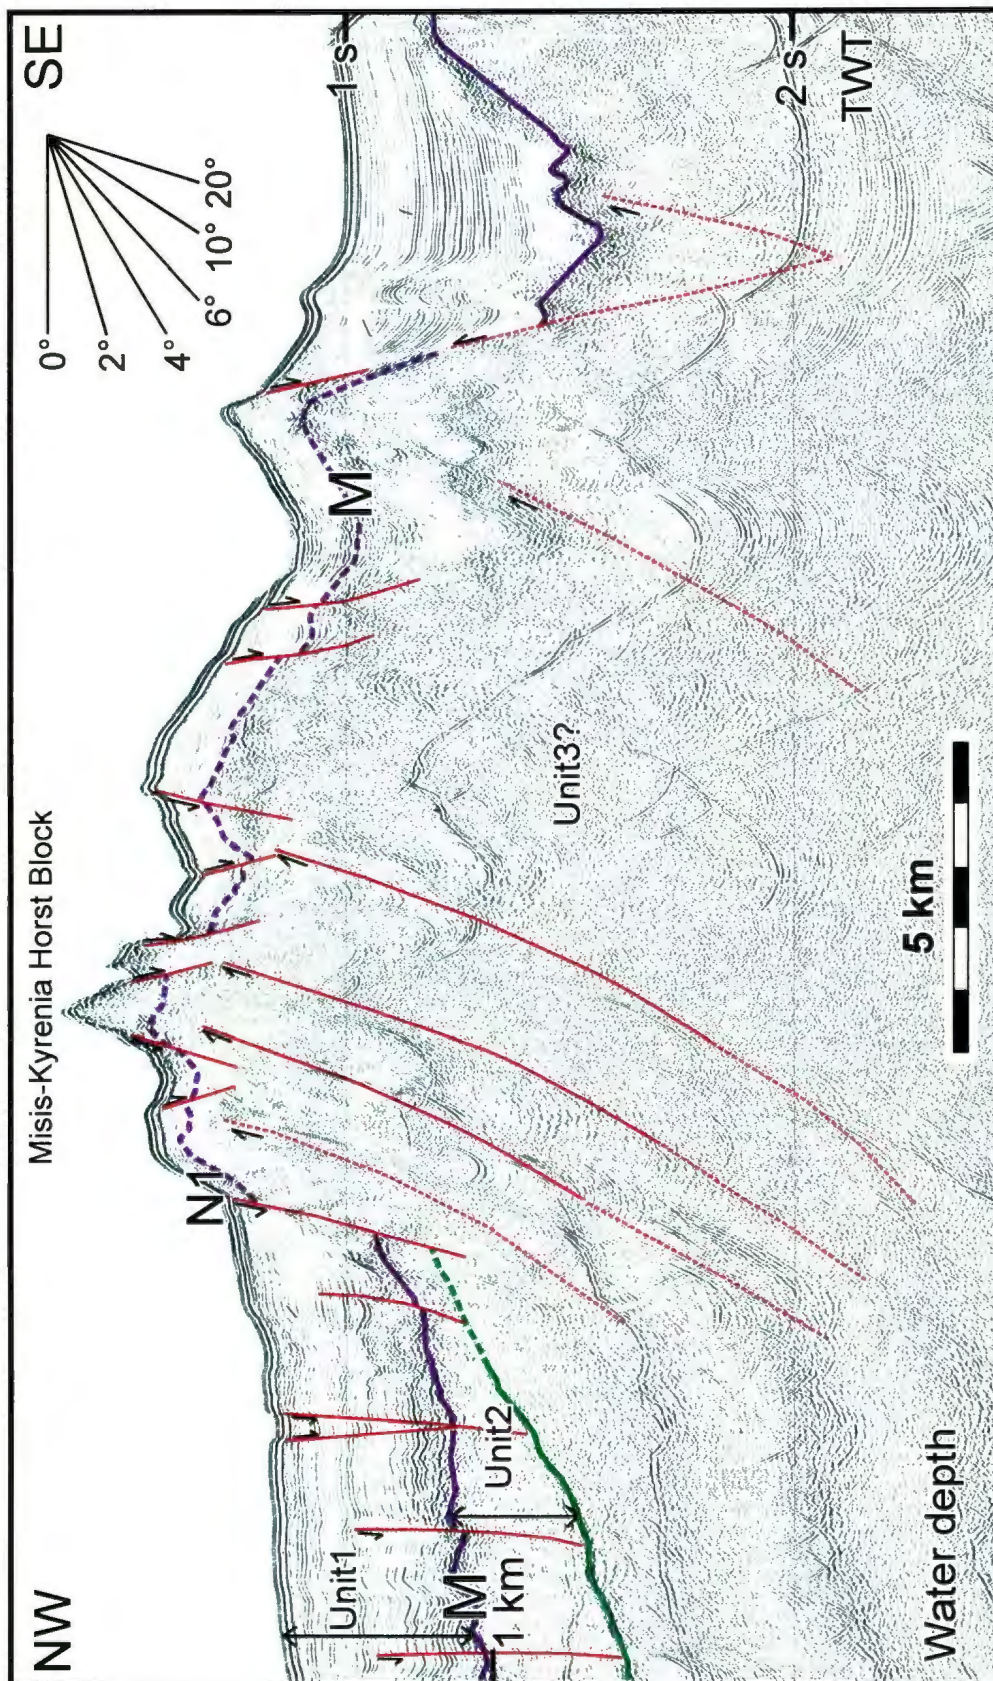 NW
Misis-Kyrenia Horst Block
SE
0°
2°
4°
6°
10°
20°
N1
1 s
Unit1
M
M
1 km
Unit2
Unit3?
2 s
TWT
Water depth
5 km